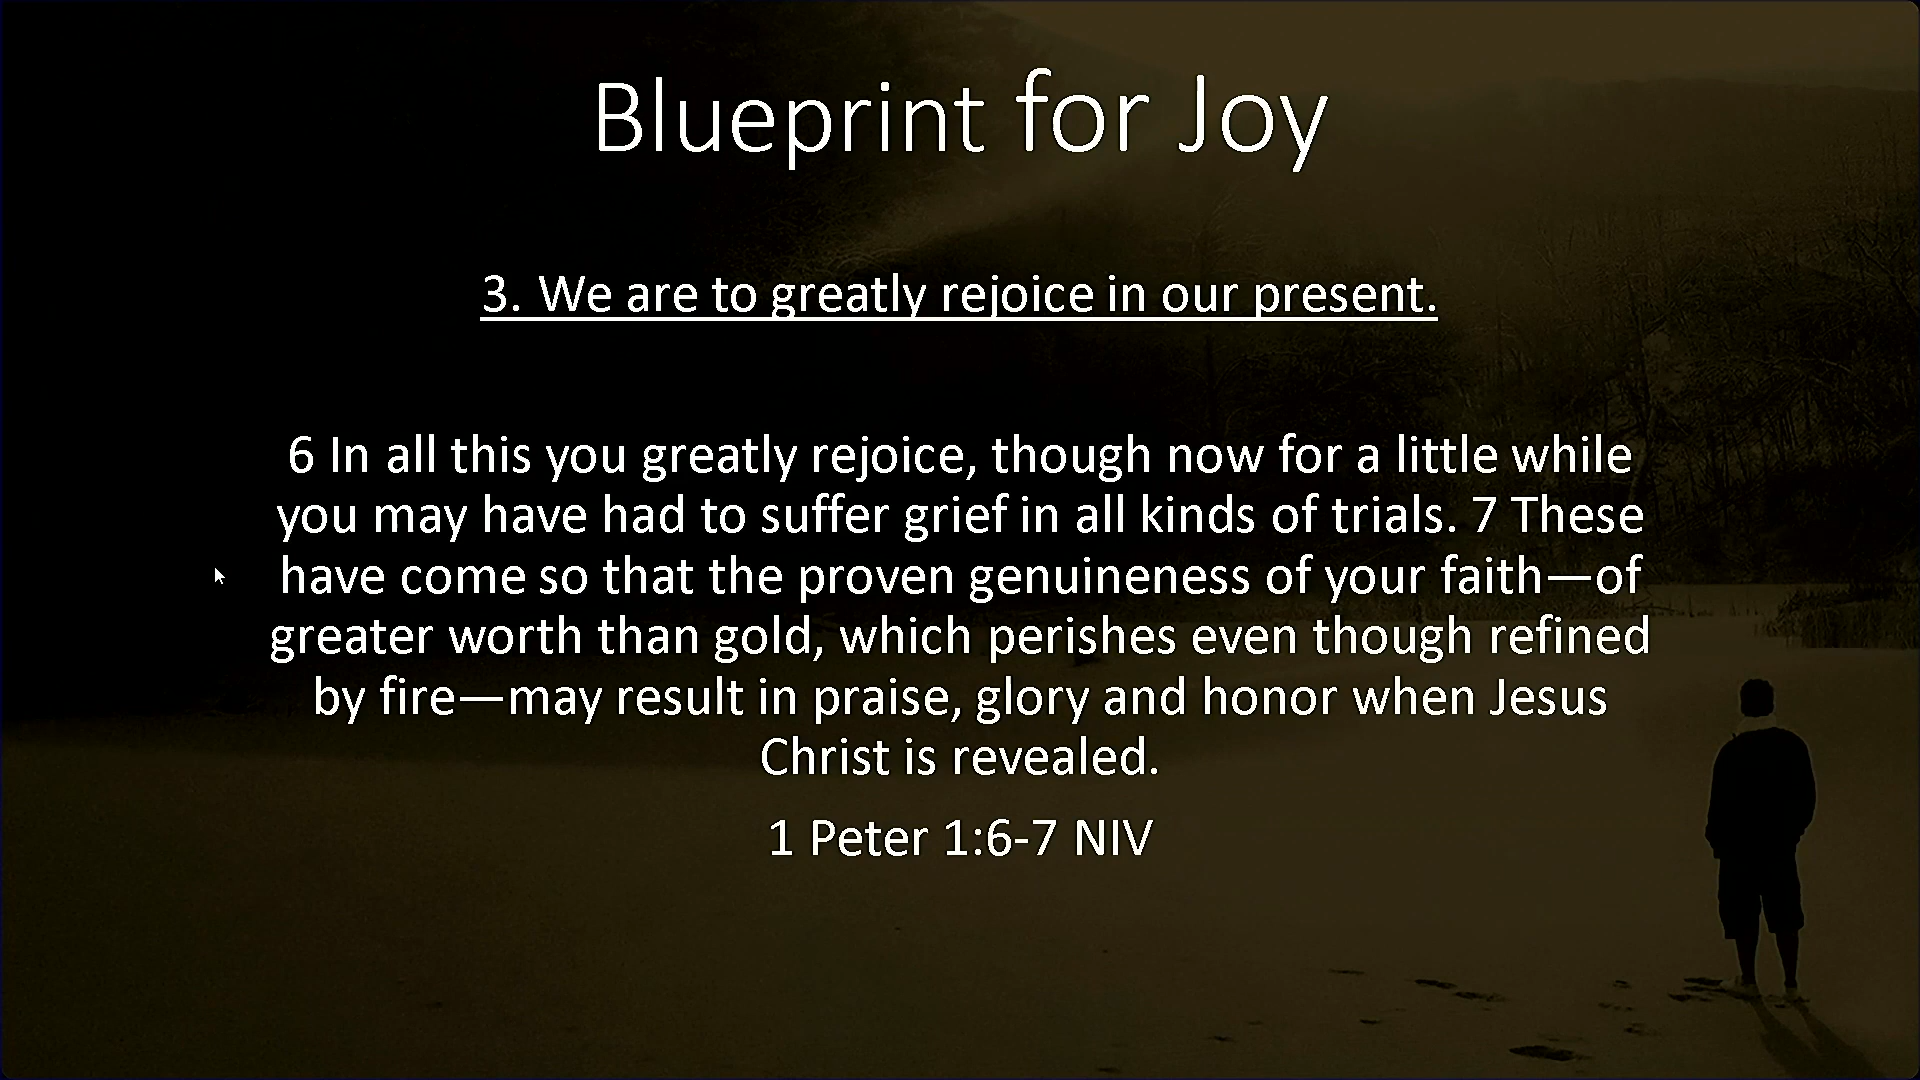 Blueprint for Joy
3. We are to greatly rejoice in our present.
6 In all this you greatly rejoice, though now for a little while
you may have had to suffer grief in all kinds of trials. 7 These
have come so that the proven genuineness of your faith—of
greater worth than gold, which perishes even though refined
by fire—may result in praise, glory and honor when Jesus
Christ is revealed.
1 Peter 1:6-7 NIV